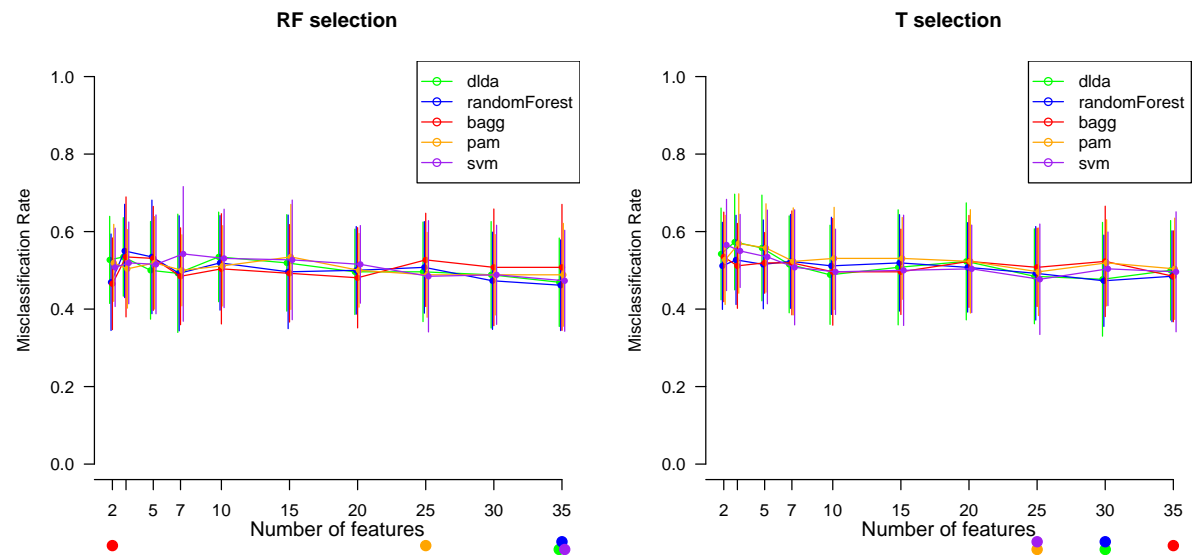 RF selection
1.0
0.8
0.6
0.4
0.2
0.0
Misclassification Rate
dlda
randomForest
bagg
pam
svm
2 5 7 10 15 20 25 30 35
Number of features
T selection
1.0
0.8
0.6
0.4
0.2
0.0
Misclassification Rate
dlda
randomForest
bagg
pam
svm
2 5 7 10 15 20 25 30 35
Number of features